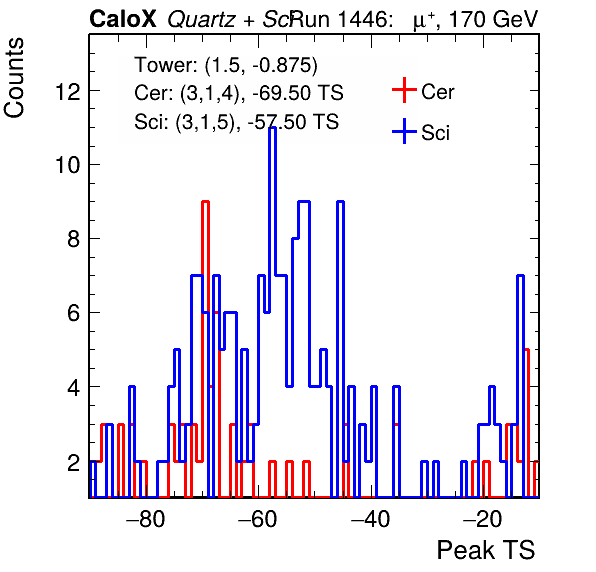 CaloX Quartz + Sci Run 1446: μ⁺, 170 GeV
Counts
Tower: (1.5, -0.875)
Cer: (3,1,4), -69.50 TS
Sci: (3,1,5), -57.50 TS
Cer
Sci
12
10
8
6
4
2
−80 −60 −40 −20
Peak TS